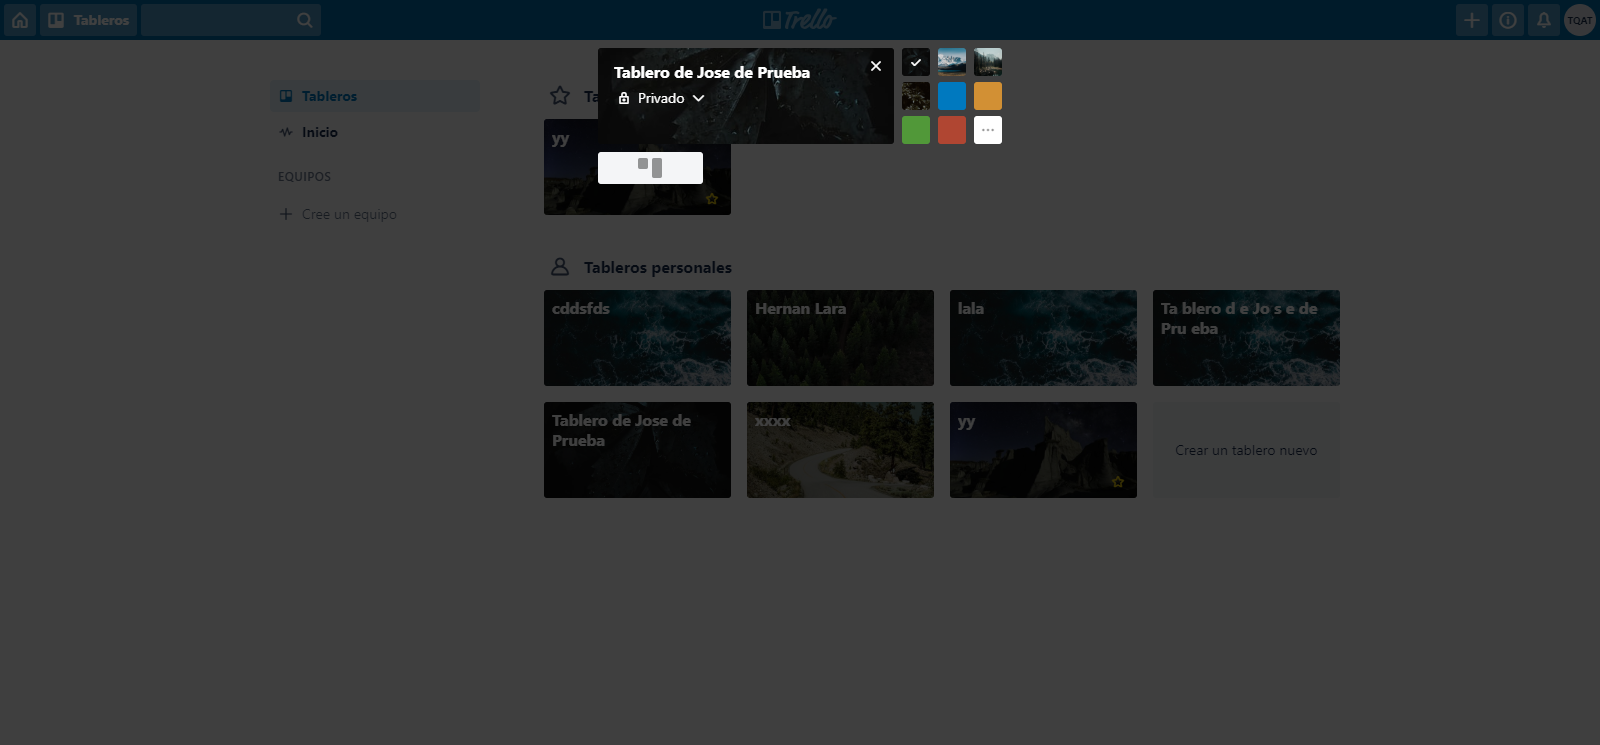 Tableros
Trello
TQAT
Tablero de Jose de Prueba
Privado
Tableros
Inicio
EQUIPOS
Cree un equipo
Ta
yy
Tableros personales
cddsfds
Hernan Lara
lala
Ta blero d e Jo s e de
Pru eba
Tablero de Jose de
Prueba
xxxx
yy
Crear un tablero nuevo